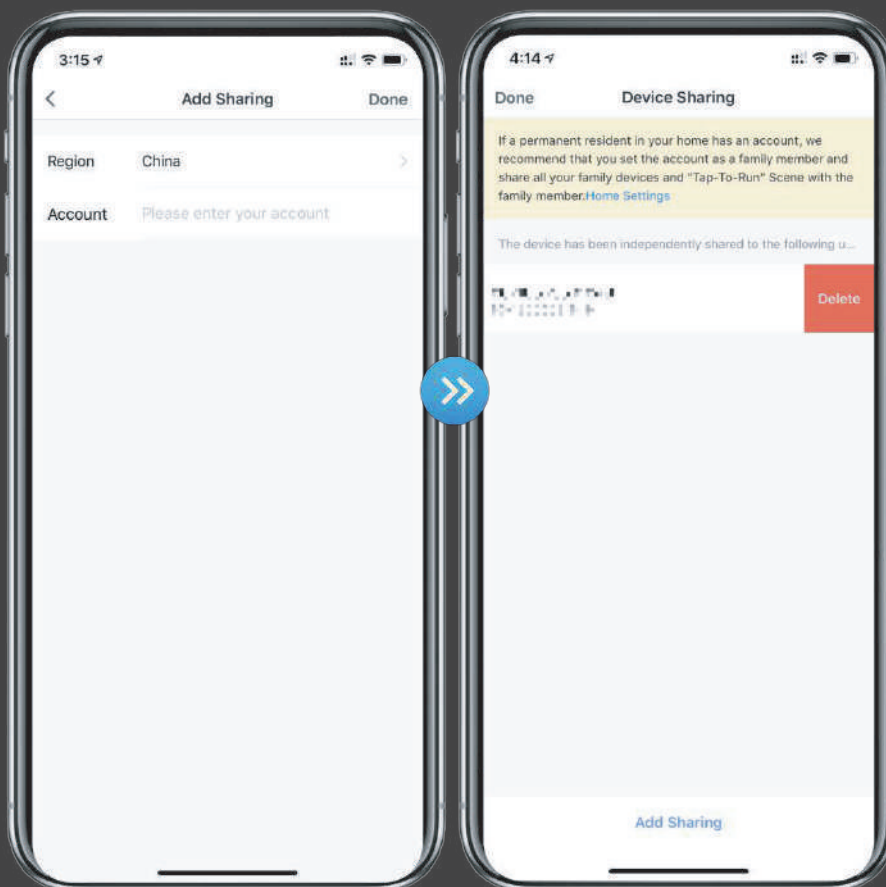 3:15
Add Sharing
Done
Region
China
Account
Please enter your account
4:14
Done
Device Sharing
If a permanent resident in your home has an account, we
recommend that you set the account as a family member and
share all your family devices and "Tap-To-Run" Scene with the
family member.Home Settings
The device has been independently shared to the following u...
Delete
Add Sharing